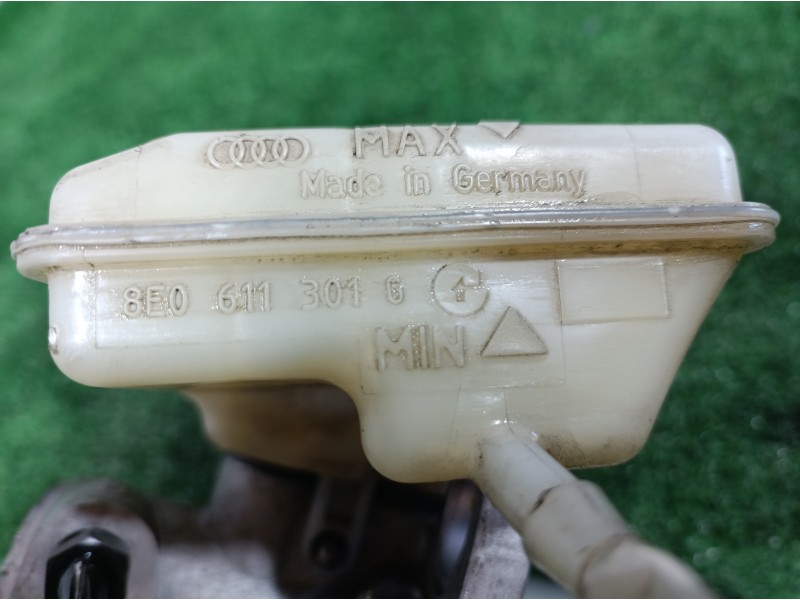 MAX
Made in Germany
8E0 611 301 G
MIN